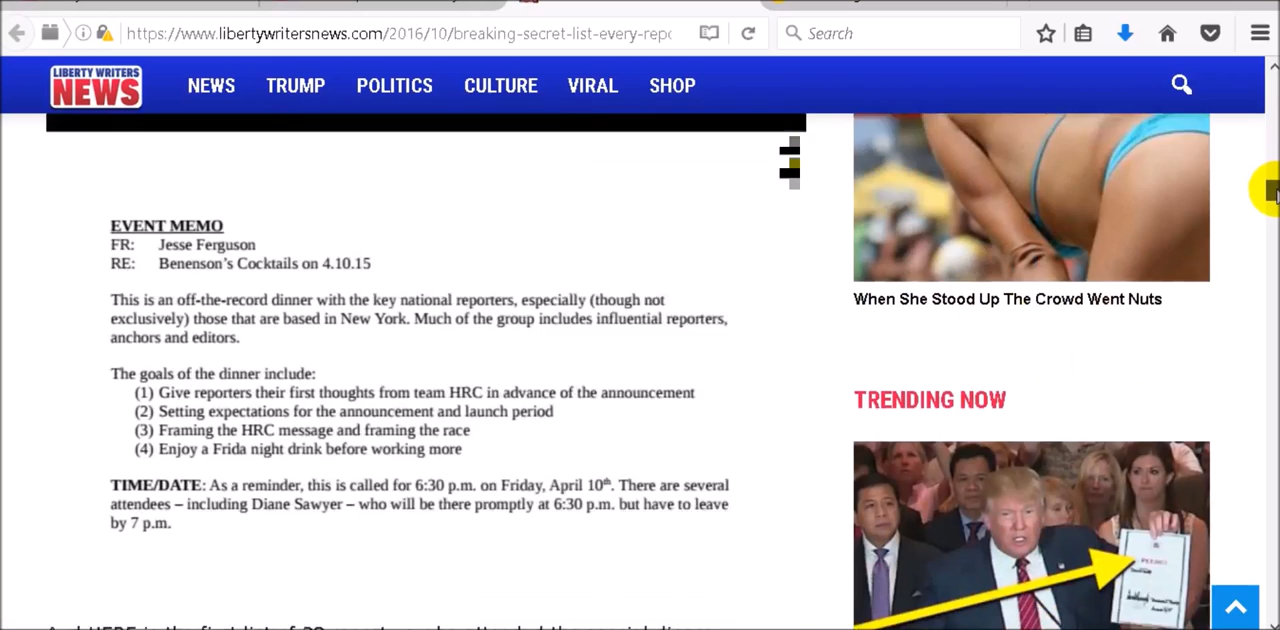 https://www.libertywritersnews.com/2016/10/breaking-secret-list-every-repo
Search
LIBERTY WRITERS
NEWS
NEWS
TRUMP
POLITICS
CULTURE
VIRAL
SHOP
EVENT MEMO
FR: Jesse Ferguson
RE: Benenson's Cocktails on 4.10.15
This is an off-the-record dinner with the key national reporters, especially (though not
exclusively) those that are based in New York. Much of the group includes influential reporters,
anchors and editors.
The goals of the dinner include:
(1) Give reporters their first thoughts from team HRC in advance of the announcement
(2) Setting expectations for the announcement and launch period
(3) Framing the HRC message and framing the race
(4) Enjoy a Frida night drink before working more
TIME/DATE: As a reminder, this is called for 6:30 p.m. on Friday, April 10th. There are several
attendees – including Diane Sawyer – who will be there promptly at 6:30 p.m. but have to leave
by 7 p.m.
When She Stood Up The Crowd Went Nuts
TRENDING NOW
PLEDGE